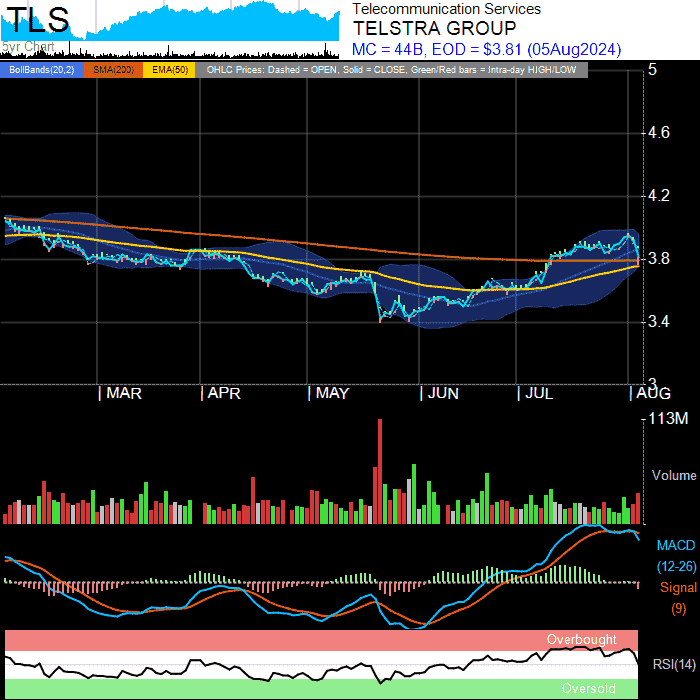 TLS
5yr Chart
Telecommunication Services
TELSTRA GROUP
MC = 44B, EOD = $3.81 (05Aug2024)
BollBands(20,2) SMA(200) EMA(50) OHLC Prices: Dashed = OPEN, Solid = CLOSE, Green/Red bars = Intra-day HIGH/LOW
5
4.6
4.2
3.8
3.4
3
| MAR | APR | MAY | JUN | JUL | AUG
113M
Volume
MACD
(12-26)
Signal
(9)
Overbought
RSI(14)
Oversold